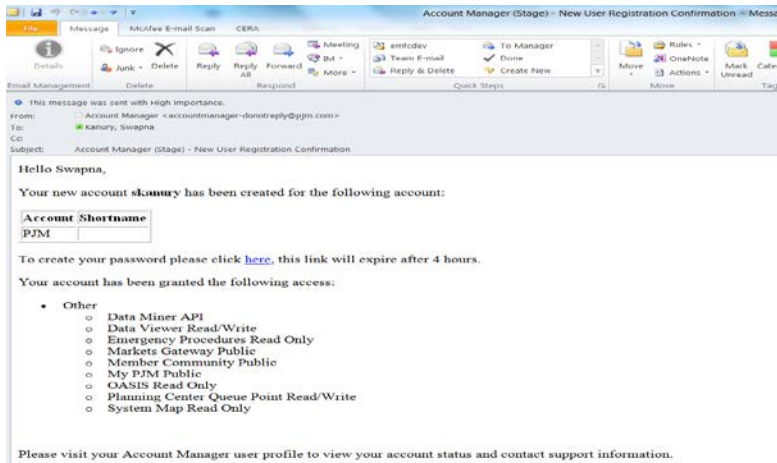 Account Manager (Stage) - New User Registration Confirmation - Messa
File Message McAfee E-mail Scan CERA
Details
Ignore
Junk
Delete
Reply
Reply All
Forward
Meeting
IM
More
emfcdev
Team E-mail
Reply & Delete
To Manager
Done
Create New
Move
Rules
OneNote
Actions
Mark Unread
Cate
Email Management Delete Respond Quick Steps Move Tag
This message was sent with High importance.
From: Account Manager <accountmanager-donotreply@pjm.com>
To: Kanury, Swapna
Cc:
Subject: Account Manager (Stage) - New User Registration Confirmation
Hello Swapna,
Your new account skanury has been created for the following account:
Account Shortname
PJM
To create your password please click here, this link will expire after 4 hours.
Your account has been granted the following access:
• Other
o Data Miner API
o Data Viewer Read/Write
o Emergency Procedures Read Only
o Markets Gateway Public
o Member Community Public
o My PJM Public
o OASIS Read Only
o Planning Center Queue Point Read/Write
o System Map Read Only
Please visit your Account Manager user profile to view your account status and contact support information.